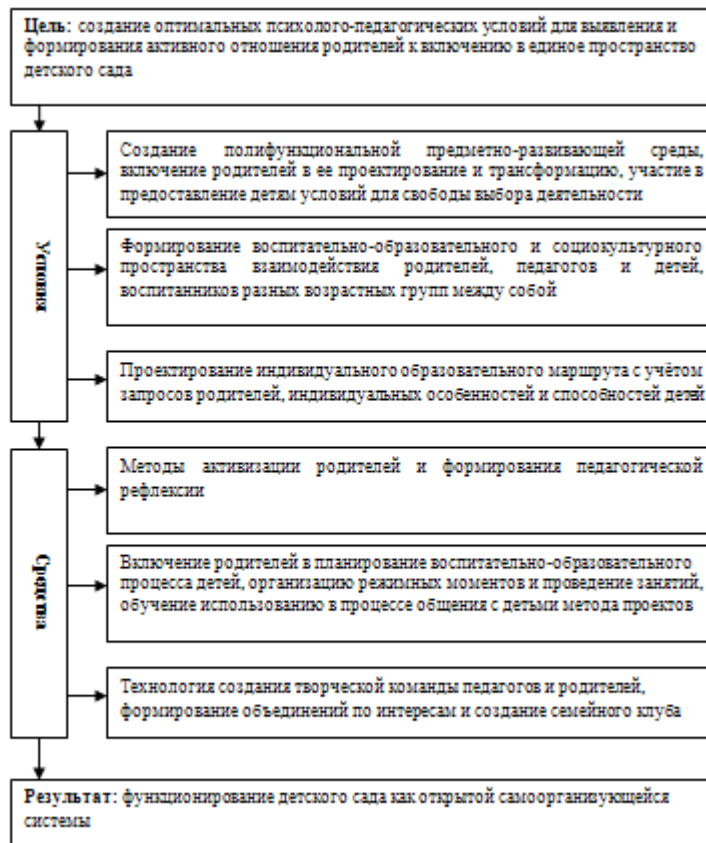 Цель: создание оптимальных психолого-педагогических условий для выявления и
формирования активного отношения родителей к включению в единое пространство
детского сада
Условия
Создание полифункциональной предметно-развивающей среды,
включение родителей в ее проектирование и трансформацию, участие в
предоставление детям условий для свободы выбора деятельности
Формирование воспитательно-образовательного и социокультурного
пространства взаимодействия родителей, педагогов и детей,
воспитанников разных возрастных групп между собой
Проектирование индивидуального образовательного маршрута с учётом
запросов родителей, индивидуальных особенностей и способностей детей
Средства
Методы активизации родителей и формирования педагогической
рефлексии
Включение родителей в планирование воспитательно-образовательного
процесса детей, организацию режимных моментов и проведение занятий,
обучение использованию в процессе общения с детьми метода проектов
Технология создания творческой команды педагогов и родителей,
формирование объединений по интересам и создание семейного клуба
Результат: функционирование детского сада как открытой самоорганизующейся
системы